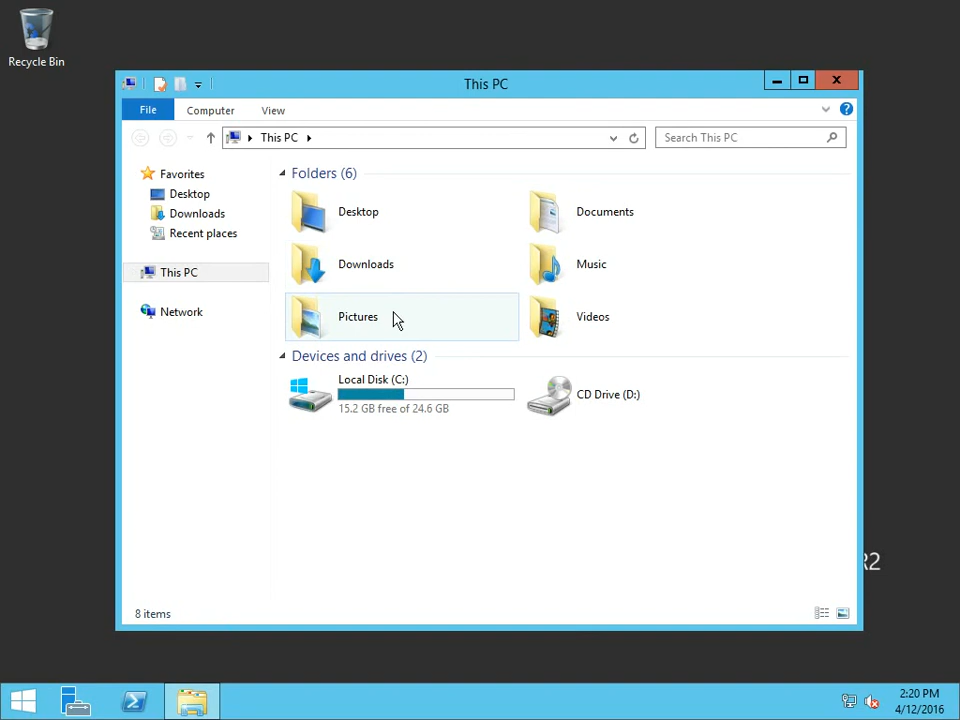 Recycle Bin
This PC
File
Computer
View
This PC
Search This PC
Favorites
Desktop
Downloads
Recent places
This PC
Network
Folders (6)
Desktop
Documents
Downloads
Music
Pictures
Videos
Devices and drives (2)
Local Disk (C:)
15.2 GB free of 24.6 GB
CD Drive (D:)
R2
8 items
2:20 PM
4/12/2016